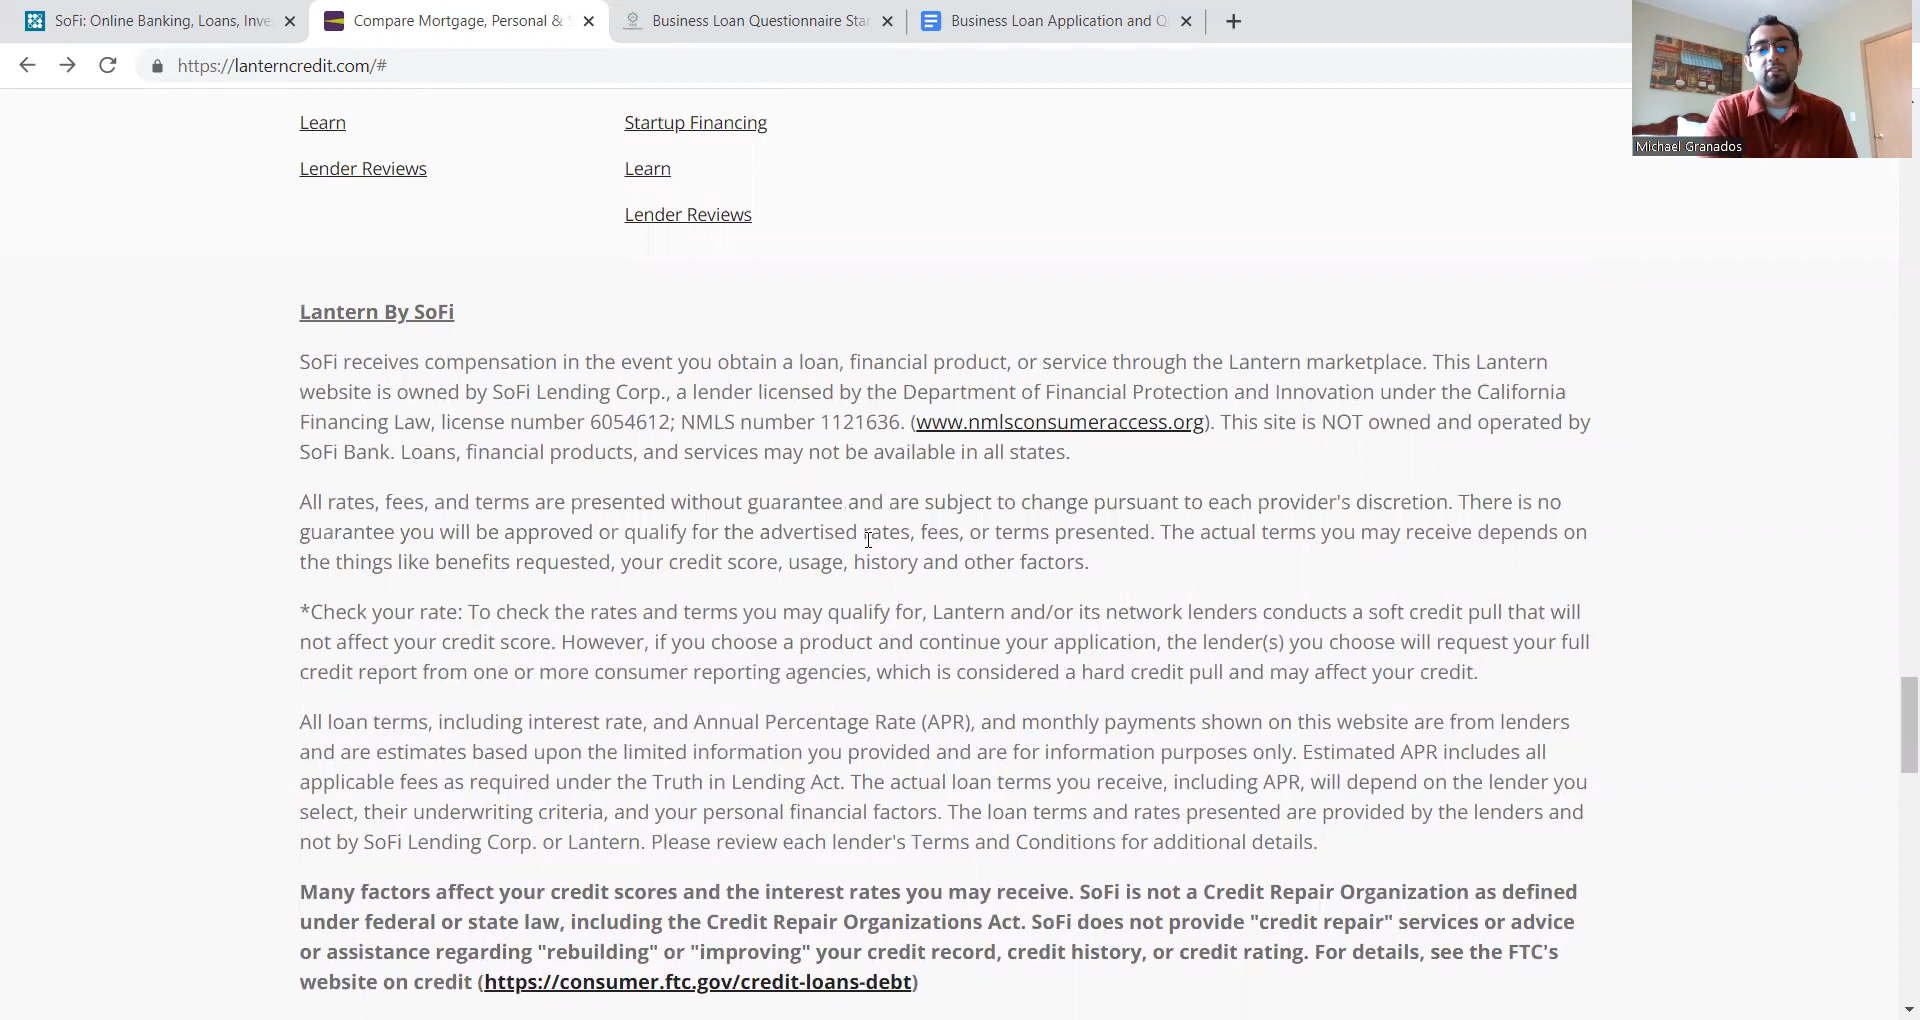 SoFi: Online Banking, Loans, Inve
Compare Mortgage, Personal &
Business Loan Questionnaire Star
Business Loan Application and Q
https://lanterncredit.com/#
Michael Granados
Learn
Startup Financing
Lender Reviews
Learn
Lender Reviews
Lantern By SoFi
SoFi receives compensation in the event you obtain a loan, financial product, or service through the Lantern marketplace. This Lantern
website is owned by SoFi Lending Corp., a lender licensed by the Department of Financial Protection and Innovation under the California
Financing Law, license number 6054612; NMLS number 1121636. (www.nmlsconsumeraccess.org). This site is NOT owned and operated by
SoFi Bank. Loans, financial products, and services may not be available in all states.
All rates, fees, and terms are presented without guarantee and are subject to change pursuant to each provider's discretion. There is no
guarantee you will be approved or qualify for the advertised rates, fees, or terms presented. The actual terms you may receive depends on
the things like benefits requested, your credit score, usage, history and other factors.
*Check your rate: To check the rates and terms you may qualify for, Lantern and/or its network lenders conducts a soft credit pull that will
not affect your credit score. However, if you choose a product and continue your application, the lender(s) you choose will request your full
credit report from one or more consumer reporting agencies, which is considered a hard credit pull and may affect your credit.
All loan terms, including interest rate, and Annual Percentage Rate (APR), and monthly payments shown on this website are from lenders
and are estimates based upon the limited information you provided and are for information purposes only. Estimated APR includes all
applicable fees as required under the Truth in Lending Act. The actual loan terms you receive, including APR, will depend on the lender you
select, their underwriting criteria, and your personal financial factors. The loan terms and rates presented are provided by the lenders and
not by SoFi Lending Corp. or Lantern. Please review each lender's Terms and Conditions for additional details.
Many factors affect your credit scores and the interest rates you may receive. SoFi is not a Credit Repair Organization as defined
under federal or state law, including the Credit Repair Organizations Act. SoFi does not provide "credit repair" services or advice
or assistance regarding "rebuilding" or "improving" your credit record, credit history, or credit rating. For details, see the FTC's
website on credit (https://consumer.ftc.gov/credit-loans-debt)